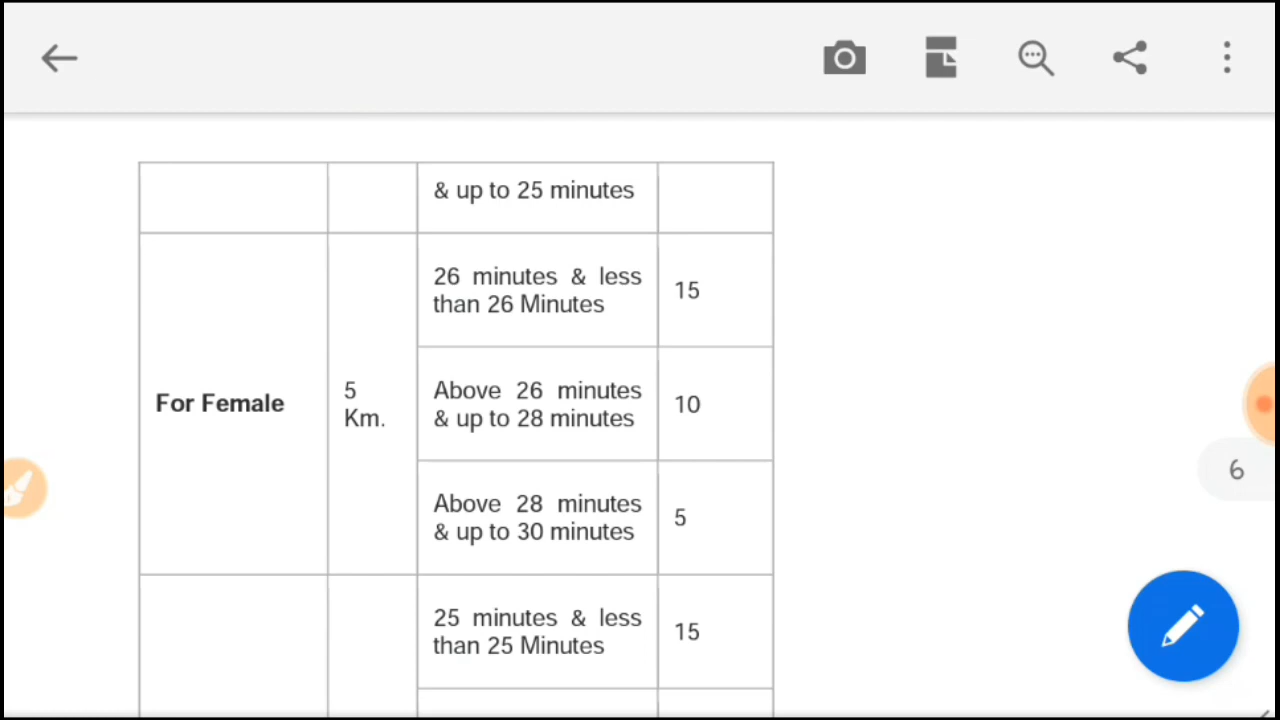 & up to 25 minutes
26 minutes & less
than 26 Minutes
15
For Female
5
Km.
Above 26 minutes
& up to 28 minutes
10
Above 28 minutes
& up to 30 minutes
5
25 minutes & less
than 25 Minutes
15
6